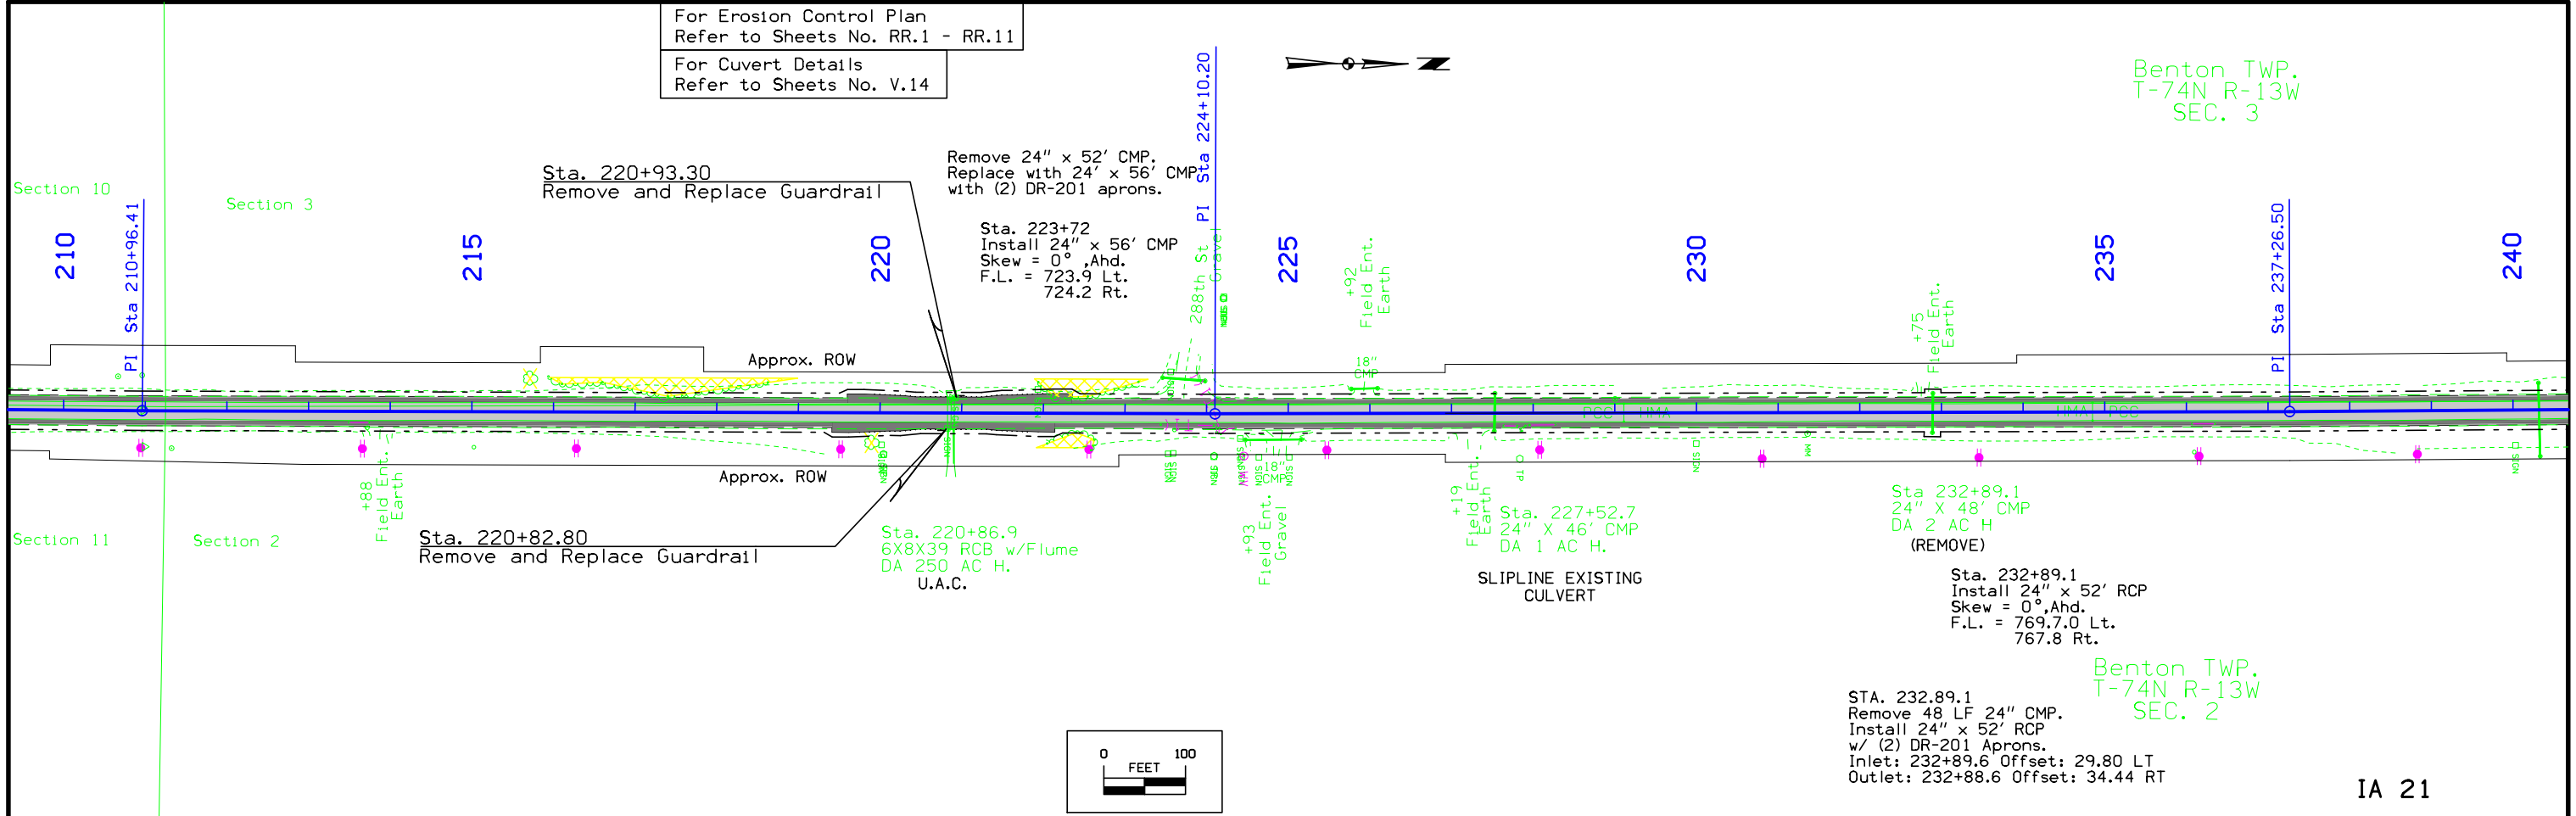 For Erosion Control Plan
Refer to Sheets No. RR.1 - RR.11
For Cuvert Details
Refer to Sheets No. V.14
Benton TWP.
T-74N R-13W
SEC. 3
Section 10
Section 3
210
PI Sta 210+96.41
215
Sta. 220+93.30
Remove and Replace Guardrail
220
Remove 24" x 52' CMP.
Replace with 24' x 56' CMP
with (2) DR-201 aprons.
Sta. 223+72
Install 24" x 56' CMP
Skew = 0° ,Ahd.
F.L. = 723.9 Lt.
724.2 Rt.
288th St
Gravel
PI Sta 224+10.20
225
+92
Field Ent.
Earth
18"
CMP
230
+75
Field Ent.
Earth
235
PI Sta 237+26.50
240
Approx. ROW
PCC HMA
HMA PCC
Approx. ROW
SIGN
SIGN
SIGN
SIGN
18"
CMP
TP
SIGN
MM
SIGN
Section 11
Section 2
+88
Field Ent.
Earth
Sta. 220+82.80
Remove and Replace Guardrail
Sta. 220+86.9
6X8X39 RCB w/Flume
DA 250 AC H.
U.A.C.
+93
Field Ent.
Gravel
+19
Field Ent.
Earth
Sta. 227+52.7
24" X 46' CMP
DA 1 AC H.
SLIPLINE EXISTING
CULVERT
Sta 232+89.1
24" X 48' CMP
DA 2 AC H
(REMOVE)
Sta. 232+89.1
Install 24" x 52' RCP
Skew = 0°,Ahd.
F.L. = 769.7.0 Lt.
767.8 Rt.
Benton TWP.
T-74N R-13W
SEC. 2
STA. 232.89.1
Remove 48 LF 24" CMP.
Install 24" x 52' RCP
w/ (2) DR-201 Aprons.
Inlet: 232+89.6 Offset: 29.80 LT
Outlet: 232+88.6 Offset: 34.44 RT
0 100
FEET
IA 21